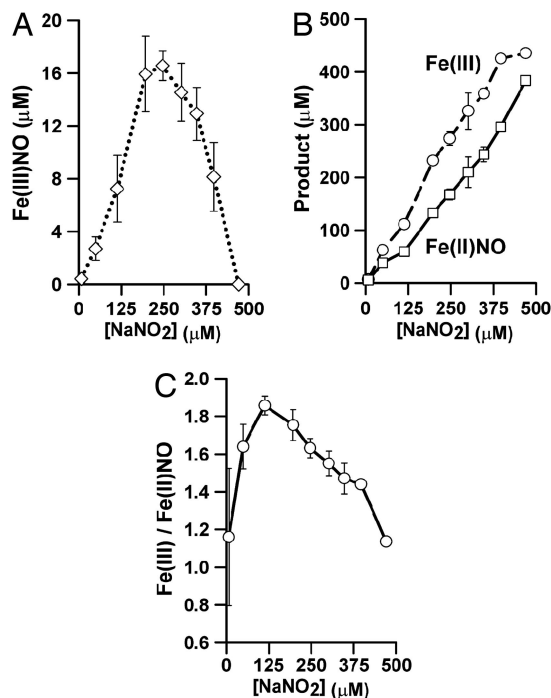 A
20
16
12
8
4
0
Fe(III)NO (μM)
0 125 250 375 500
[NaNO2] (μM)
B
500
400
300
200
100
0
Product (μM)
Fe(III)
Fe(II)NO
0 125 250 375 500
[NaNO2] (μM)
C
2.0
1.8
1.6
1.4
1.2
1.0
0.8
0.6
Fe(III) / Fe(II)NO
0 125 250 375 500
[NaNO2] (μM)